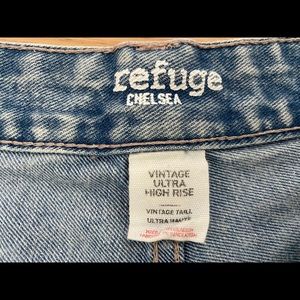 refuge
CHELSEA
VINTAGE
ULTRA
HIGH RISE
VINTAGE TAILL
ULTRA HAUTE